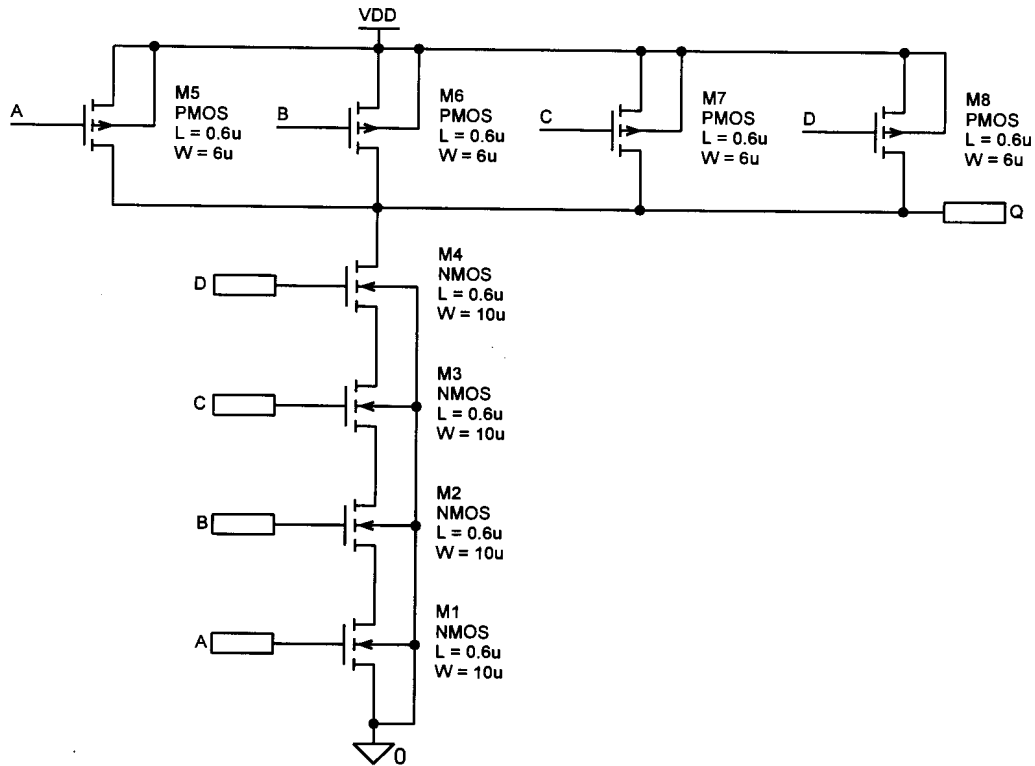 VDD
A
M5
PMOS
L = 0.6u
W = 6u
B
M6
PMOS
L = 0.6u
W = 6u
C
M7
PMOS
L = 0.6u
W = 6u
D
M8
PMOS
L = 0.6u
W = 6u
Q
D
M4
NMOS
L = 0.6u
W = 10u
C
M3
NMOS
L = 0.6u
W = 10u
B
M2
NMOS
L = 0.6u
W = 10u
A
M1
NMOS
L = 0.6u
W = 10u
0